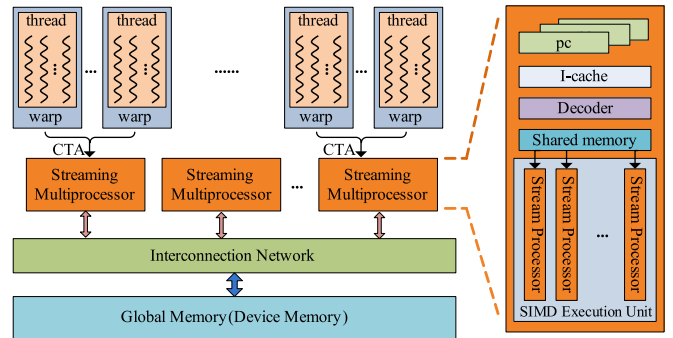 thread
thread
thread
thread
...
...
......
...
...
...
...
...
warp
warp
warp
warp
CTA
CTA
Streaming
Multiprocessor
Streaming
Multiprocessor
...
Streaming
Multiprocessor
Interconnection Network
Global Memory(Device Memory)
pc
I-cache
Decoder
Shared memory
Stream Processor
Stream Processor
...
Stream Processor
SIMD Execution Unit